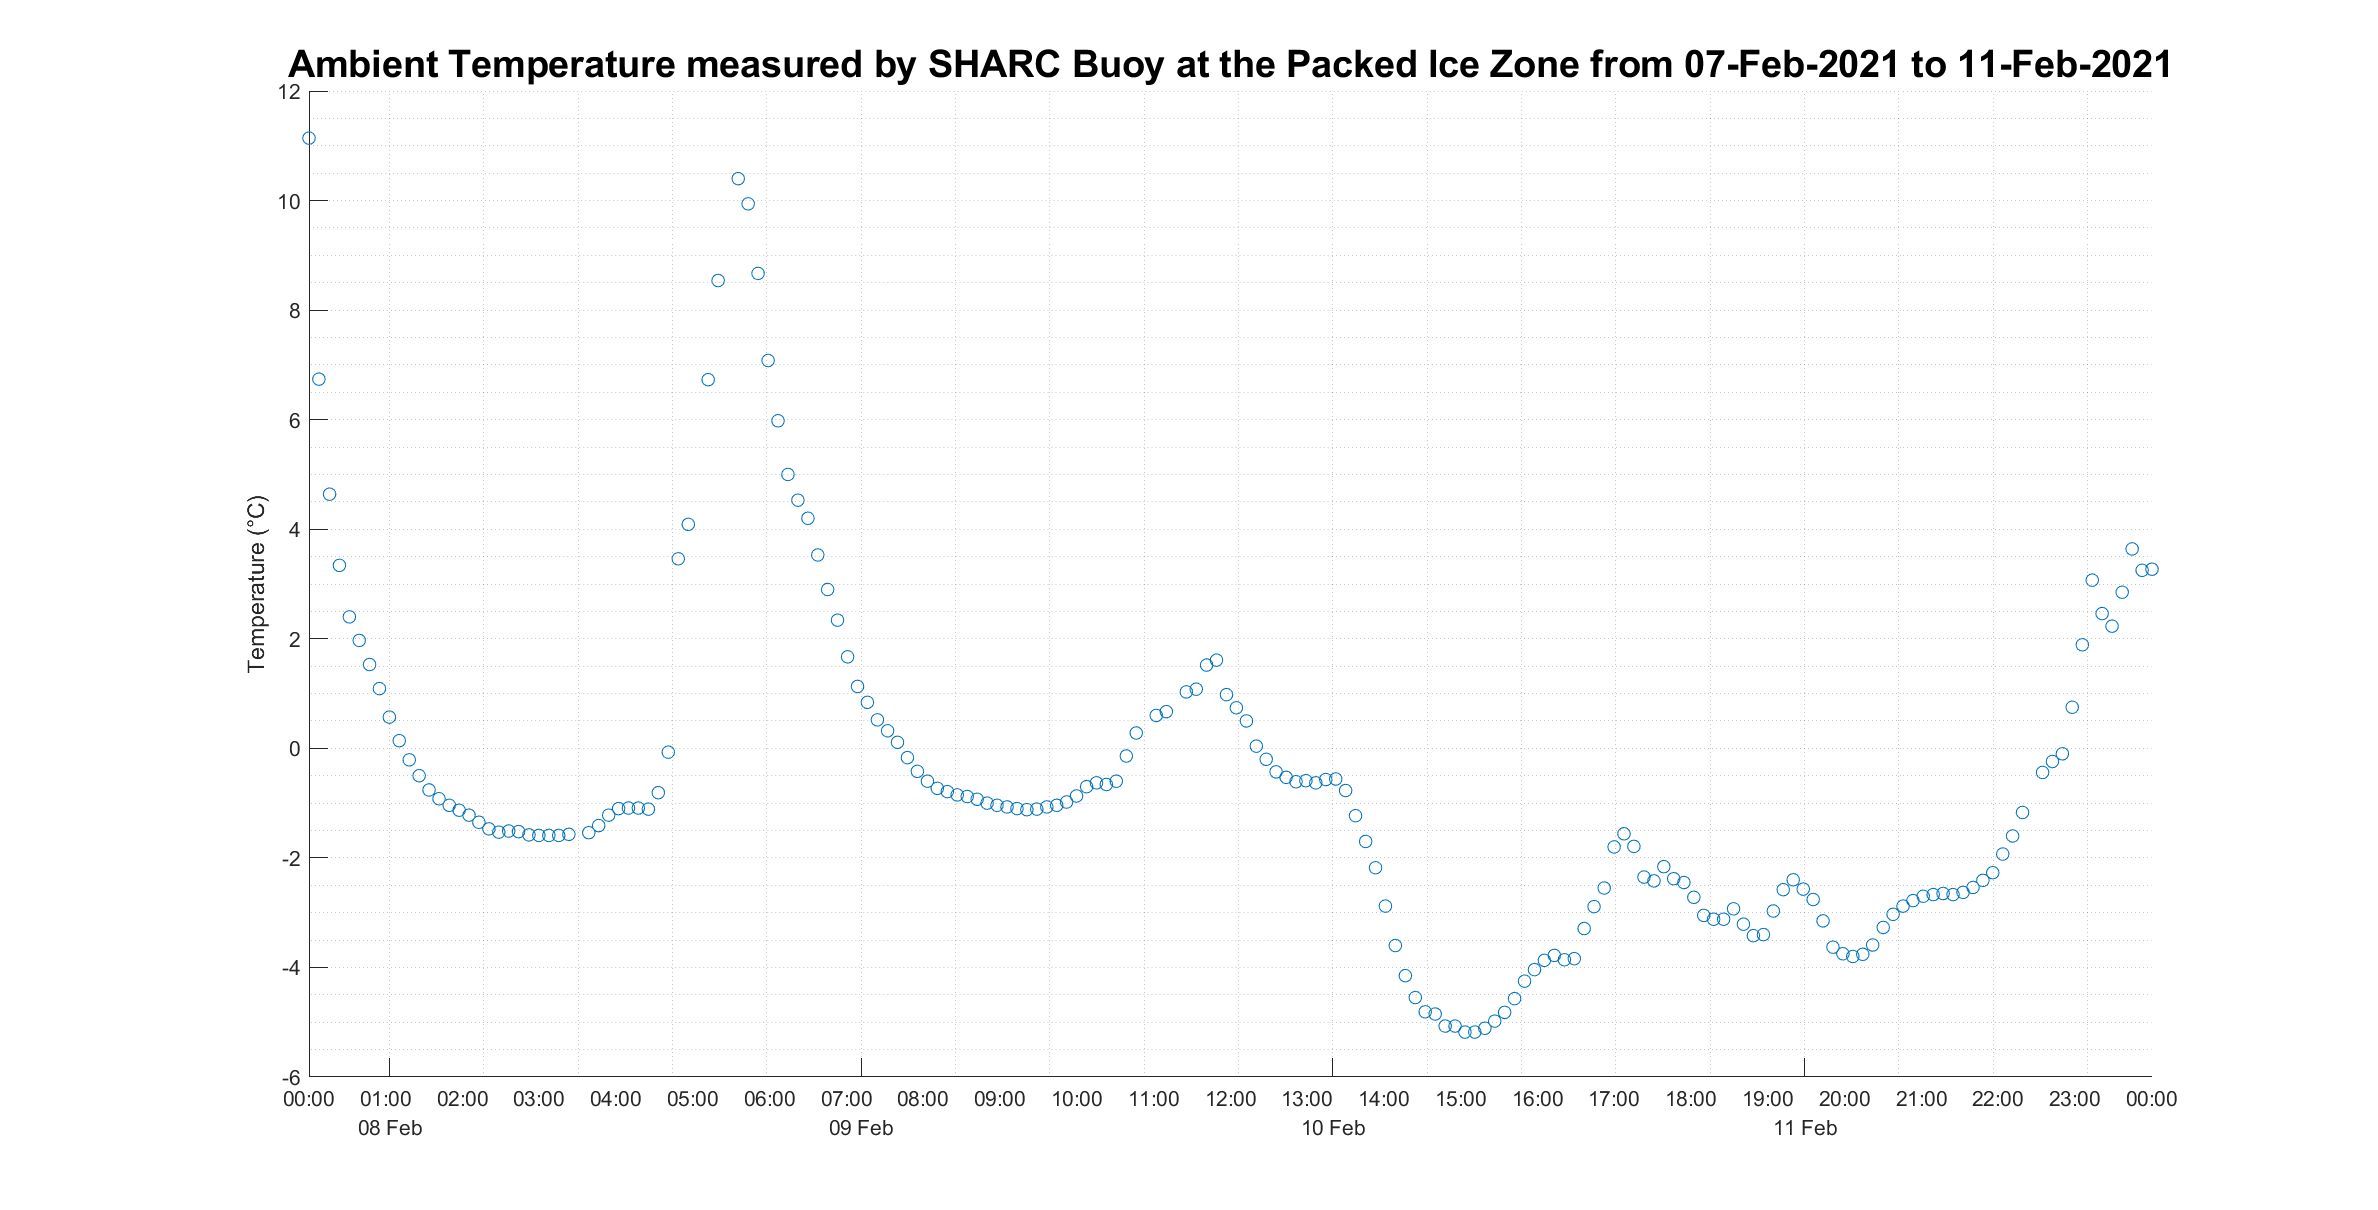 Ambient Temperature measured by SHARC Buoy at the Packed Ice Zone from 07-Feb-2021 to 11-Feb-2021
12
10
8
6
4
2
0
-2
-4
-6
Temperature (°C)
00:00 01:00 02:00 03:00 04:00 05:00 06:00 07:00 08:00 09:00 10:00 11:00 12:00 13:00 14:00 15:00 16:00 17:00 18:00 19:00 20:00 21:00 22:00 23:00 00:00
08 Feb 09 Feb 10 Feb 11 Feb